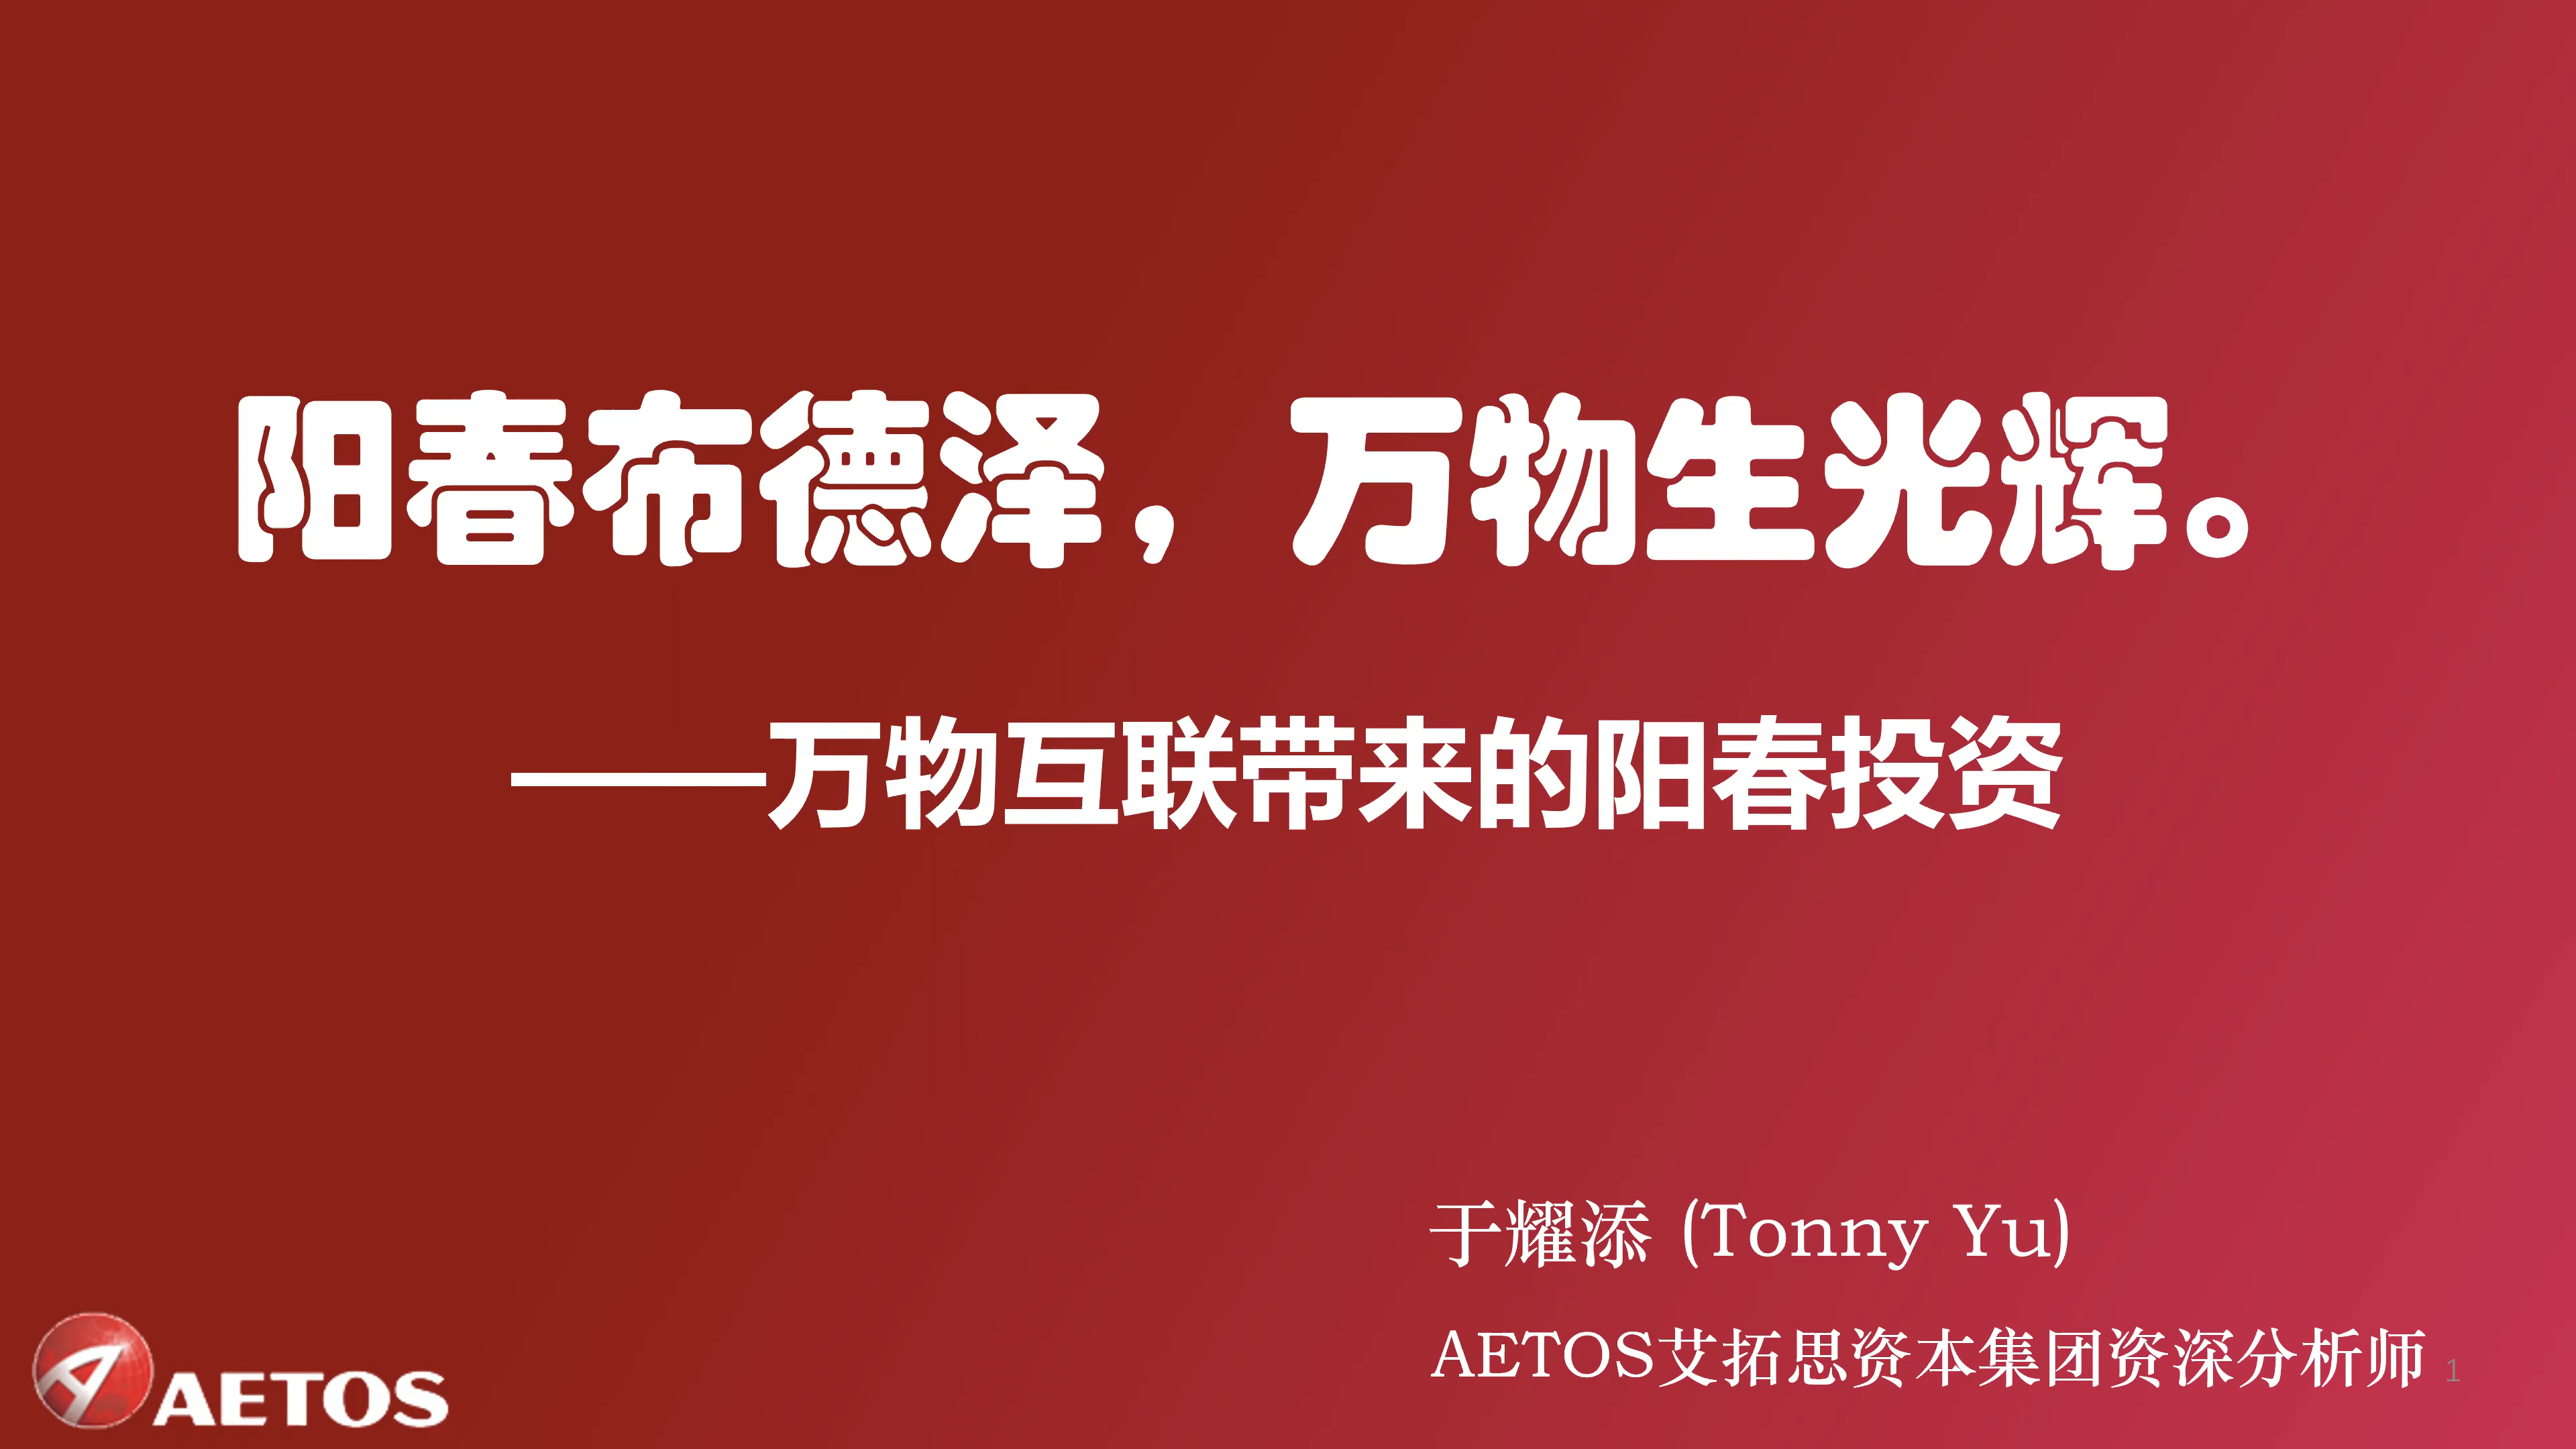 阳春布德泽，万物生光辉。
——万物互联带来的阳春投资
于耀添 (Tonny Yu)
AETOS艾拓思资本集团资深分析师
1
AETOS